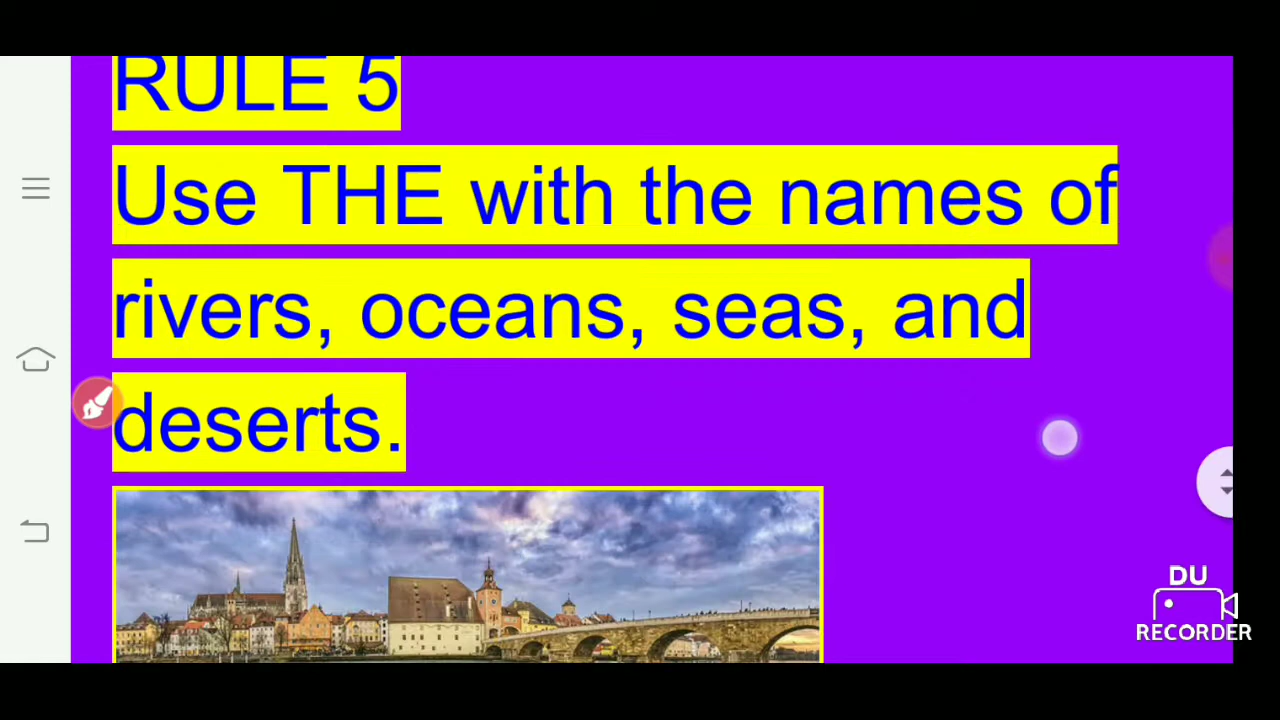 RULE 5
Use THE with the names of
rivers, oceans, seas, and
deserts.
DU
RECORDER